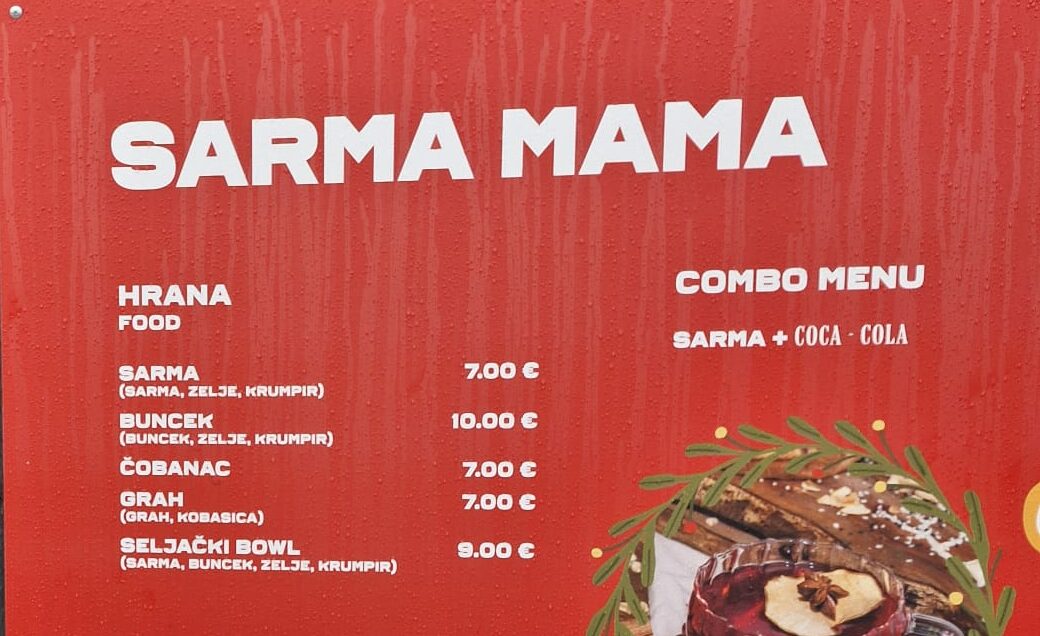 SARMA MAMA
HRANA
FOOD
SARMA 7.00 €
(SARMA, ZELJE, KRUMPIR)
BUNCEK 10.00 €
(BUNCEK, ZELJE, KRUMPIR)
ČOBANAC 7.00 €
GRAH 7.00 €
(GRAH, KOBASICA)
SELJAČKI BOWL 9.00 €
(SARMA, BUNCEK, ZELJE, KRUMPIR)
COMBO MENU
SARMA + COCA - COLA